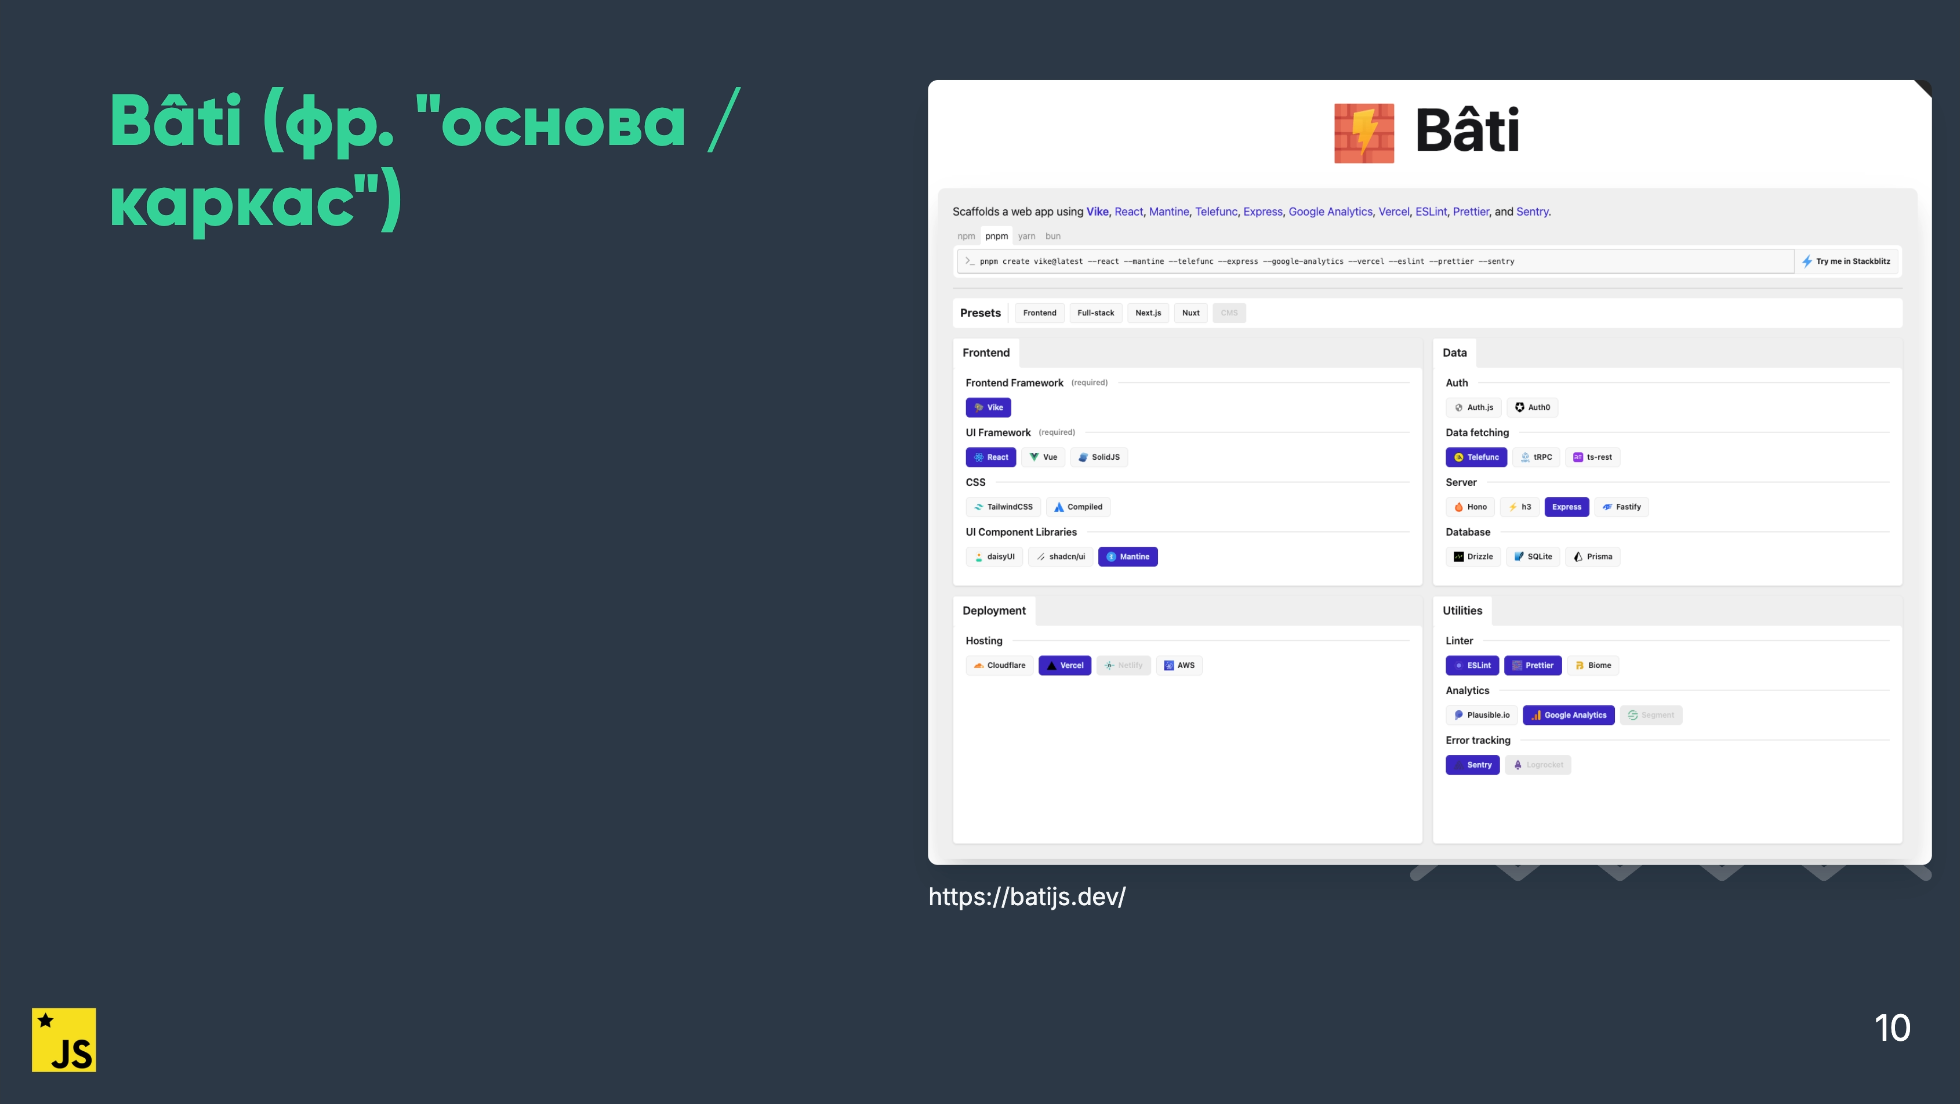 Bâti (фр. "основа /
каркас")
Bâti
Scaffolds a web app using Vike, React, Mantine, Telefunc, Express, Google Analytics, Vercel, ESLint, Prettier, and Sentry.
npm pnpm yarn bun
>_ pnpm create vike@latest --react --mantine --telefunc --express --google-analytics --vercel --eslint --prettier --sentry
Try me in Stackblitz
Presets Frontend Full-stack Next.js Nuxt CMS
Frontend
Frontend Framework (required)
Vike
UI Framework (required)
React Vue SolidJS
CSS
TailwindCSS Compiled
UI Component Libraries
daisyUI shadcn/ui Mantine
Data
Auth
Auth.js Auth0
Data fetching
Telefunc tRPC ts-rest
Server
Hono h3 Express Fastify
Database
Drizzle SQLite Prisma
Deployment
Hosting
Cloudflare Vercel Netlify AWS
Utilities
Linter
ESLint Prettier Biome
Analytics
Plausible.io Google Analytics Segment
Error tracking
Sentry Logrocket
https://batijs.dev/
JS
10